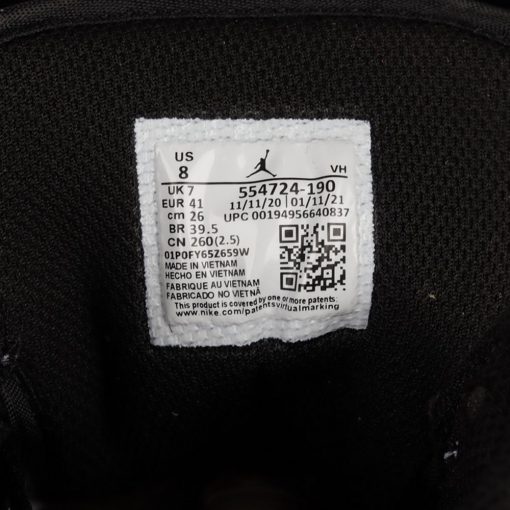 US
8
VH
UK 7
554724-190
EUR 41
11/11/20 01/11/21
cm 26
UPC 00194956640837
BR 39.5
CN 260(2.5)
01P0FY65Z659W
MADE IN VIETNAM
HECHO EN VIETNAM
FABRIQUE AU VIETNAM
FABRICADO NO VIETNÃ
This product is covered by one or more patents.
www.nike.com/patentsvirtualmarking